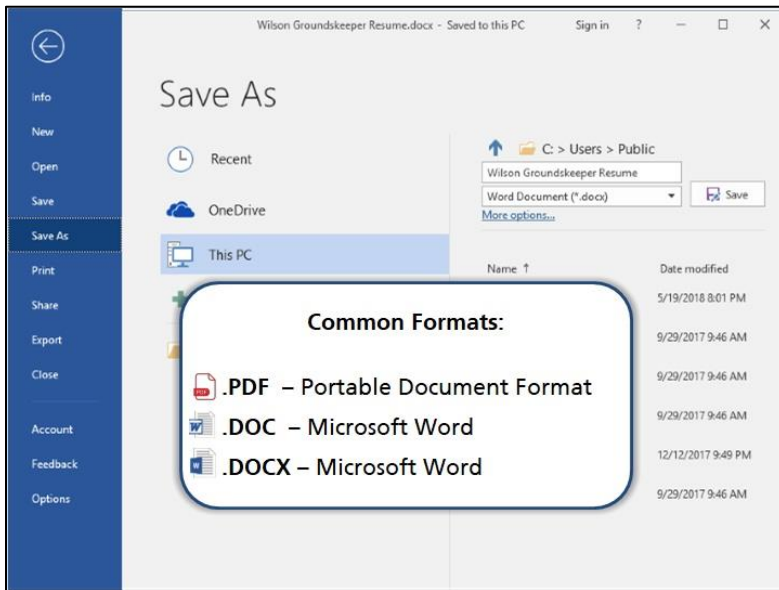 Wilson Groundskeeper Resume.docx - Saved to this PC
Sign in
?
Info
New
Open
Save
Save As
Print
Share
Export
Close
Account
Feedback
Options
Save As
Recent
OneDrive
This PC
C: > Users > Public
Wilson Groundskeeper Resume
Word Document (*.docx)
Save
More options...
Name ↑
Date modified
5/19/2018 8:01 PM
9/29/2017 9:46 AM
9/29/2017 9:46 AM
9/29/2017 9:46 AM
12/12/2017 9:49 PM
9/29/2017 9:46 AM
Common Formats:
PDF
.PDF – Portable Document Format
W
.DOC – Microsoft Word
W
.DOCX – Microsoft Word